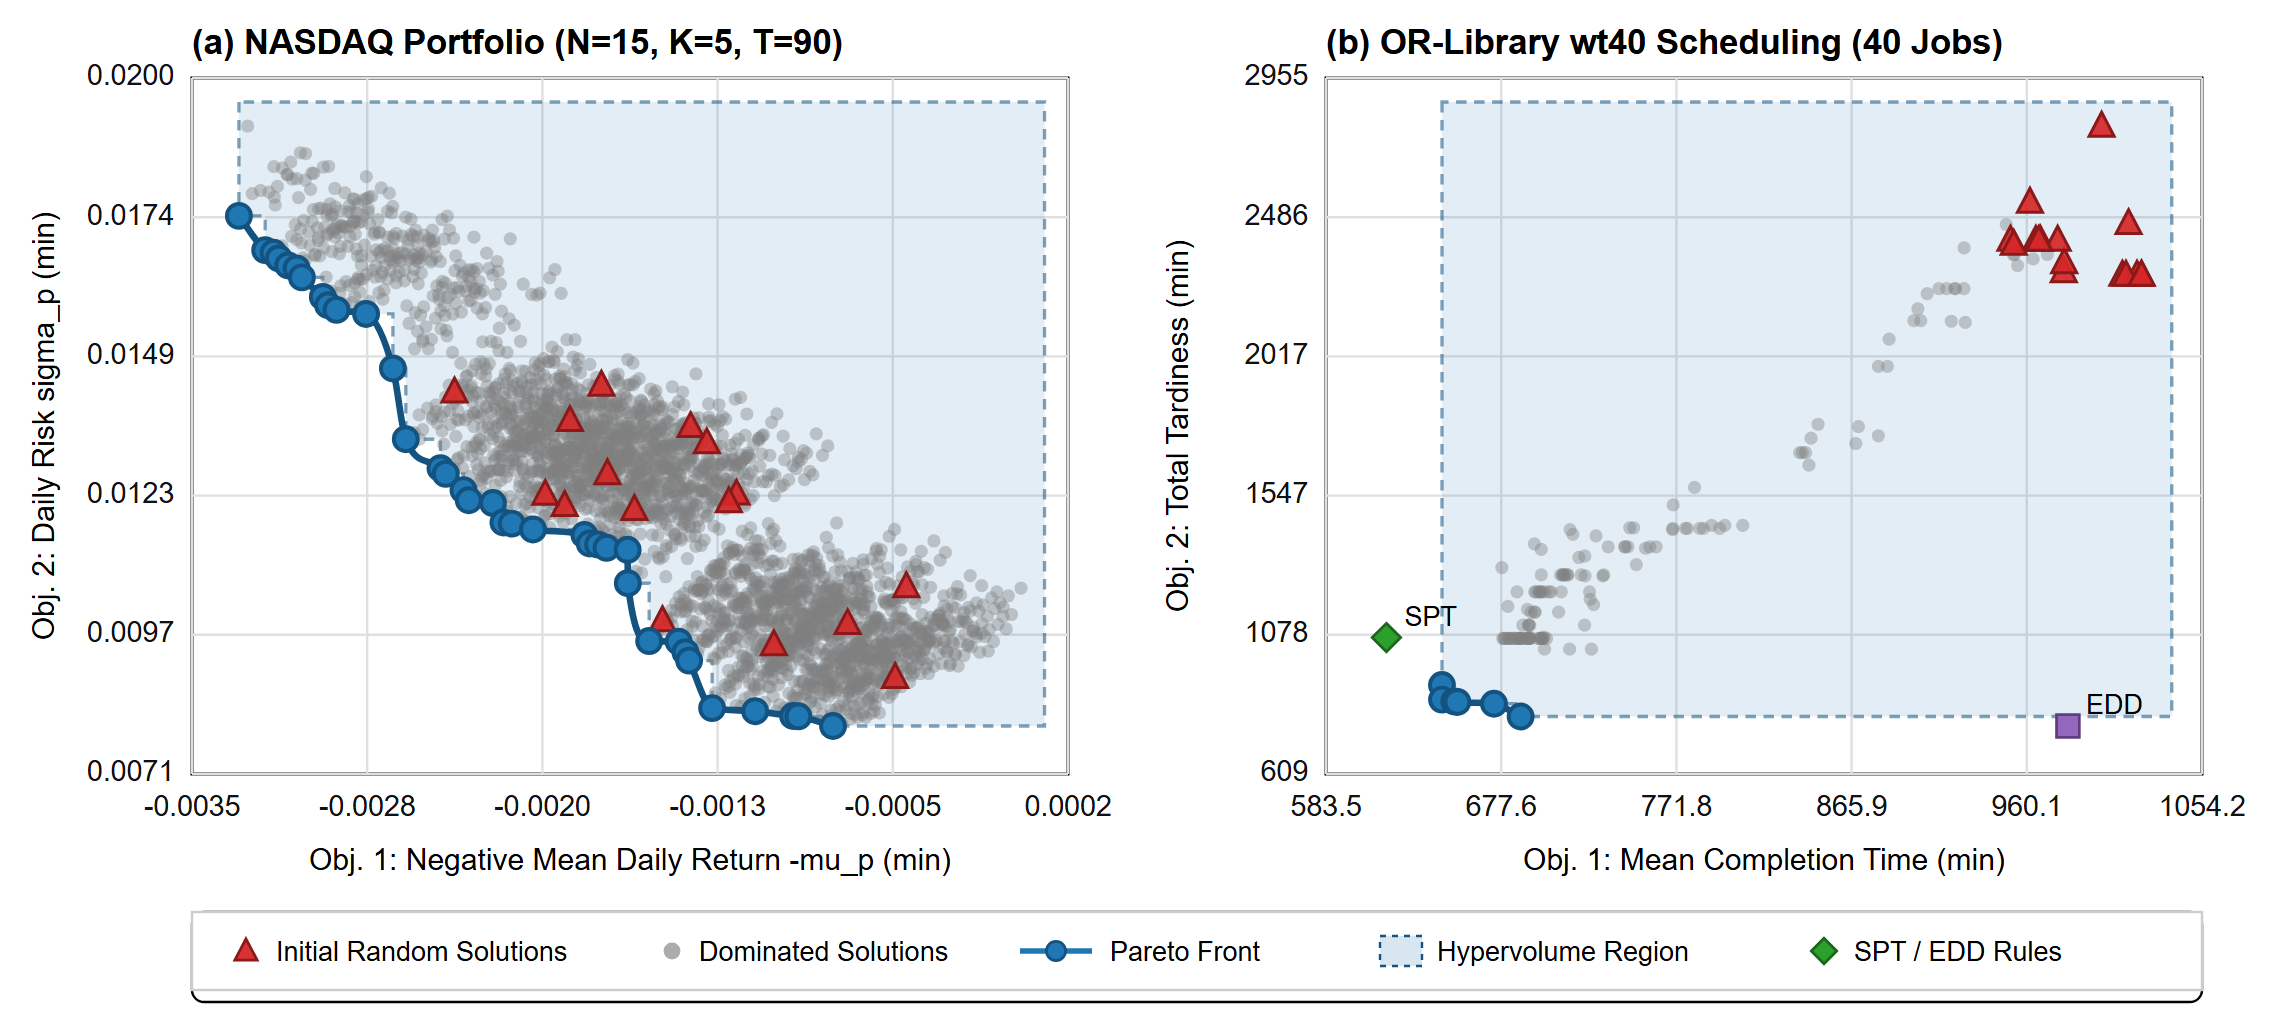 (a) NASDAQ Portfolio (N=15, K=5, T=90)
0.0200
0.0174
0.0149
0.0123
0.0097
0.0071
-0.0035 -0.0028 -0.0020 -0.0013 -0.0005 0.0002
Obj. 1: Negative Mean Daily Return -mu_p (min)
Obj. 2: Daily Risk sigma_p (min)
(b) OR-Library wt40 Scheduling (40 Jobs)
2955
2486
2017
1547
1078
609
583.5 677.6 771.8 865.9 960.1 1054.2
Obj. 1: Mean Completion Time (min)
Obj. 2: Total Tardiness (min)
SPT
EDD
Initial Random Solutions
Dominated Solutions
Pareto Front
Hypervolume Region
SPT / EDD Rules